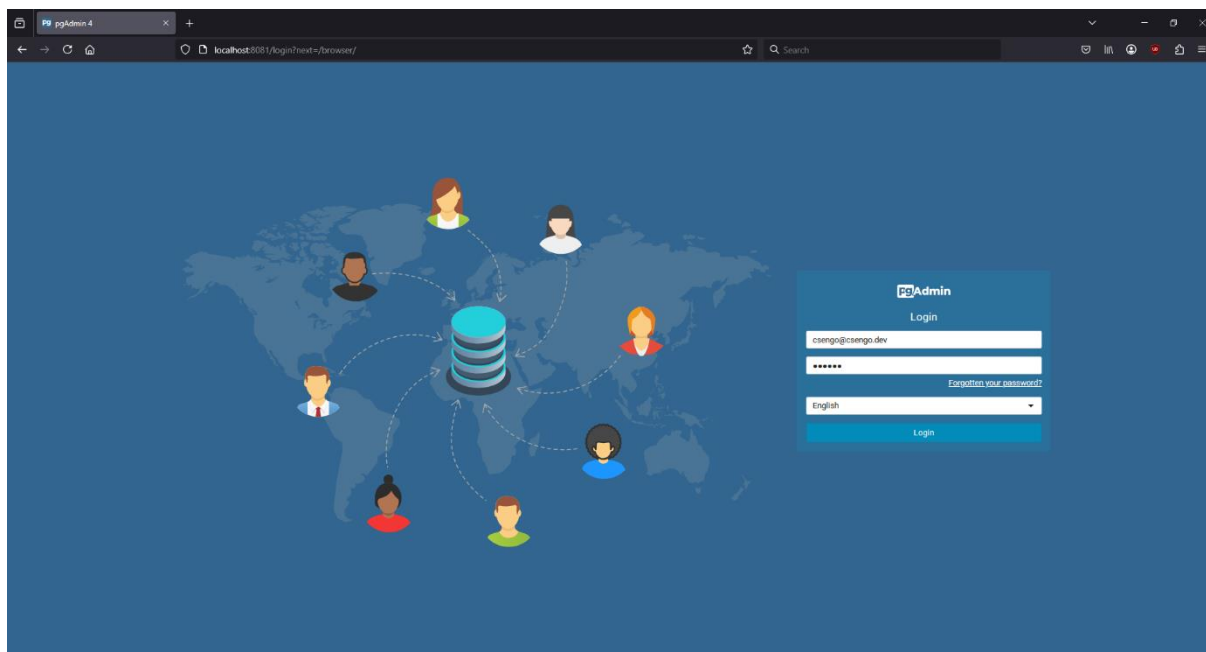 pgAdmin 4
localhost:8081/login?next=/browser/
Search
pgAdmin
Login
csengo@csengo.dev
••••••
Forgotten your password?
English
Login